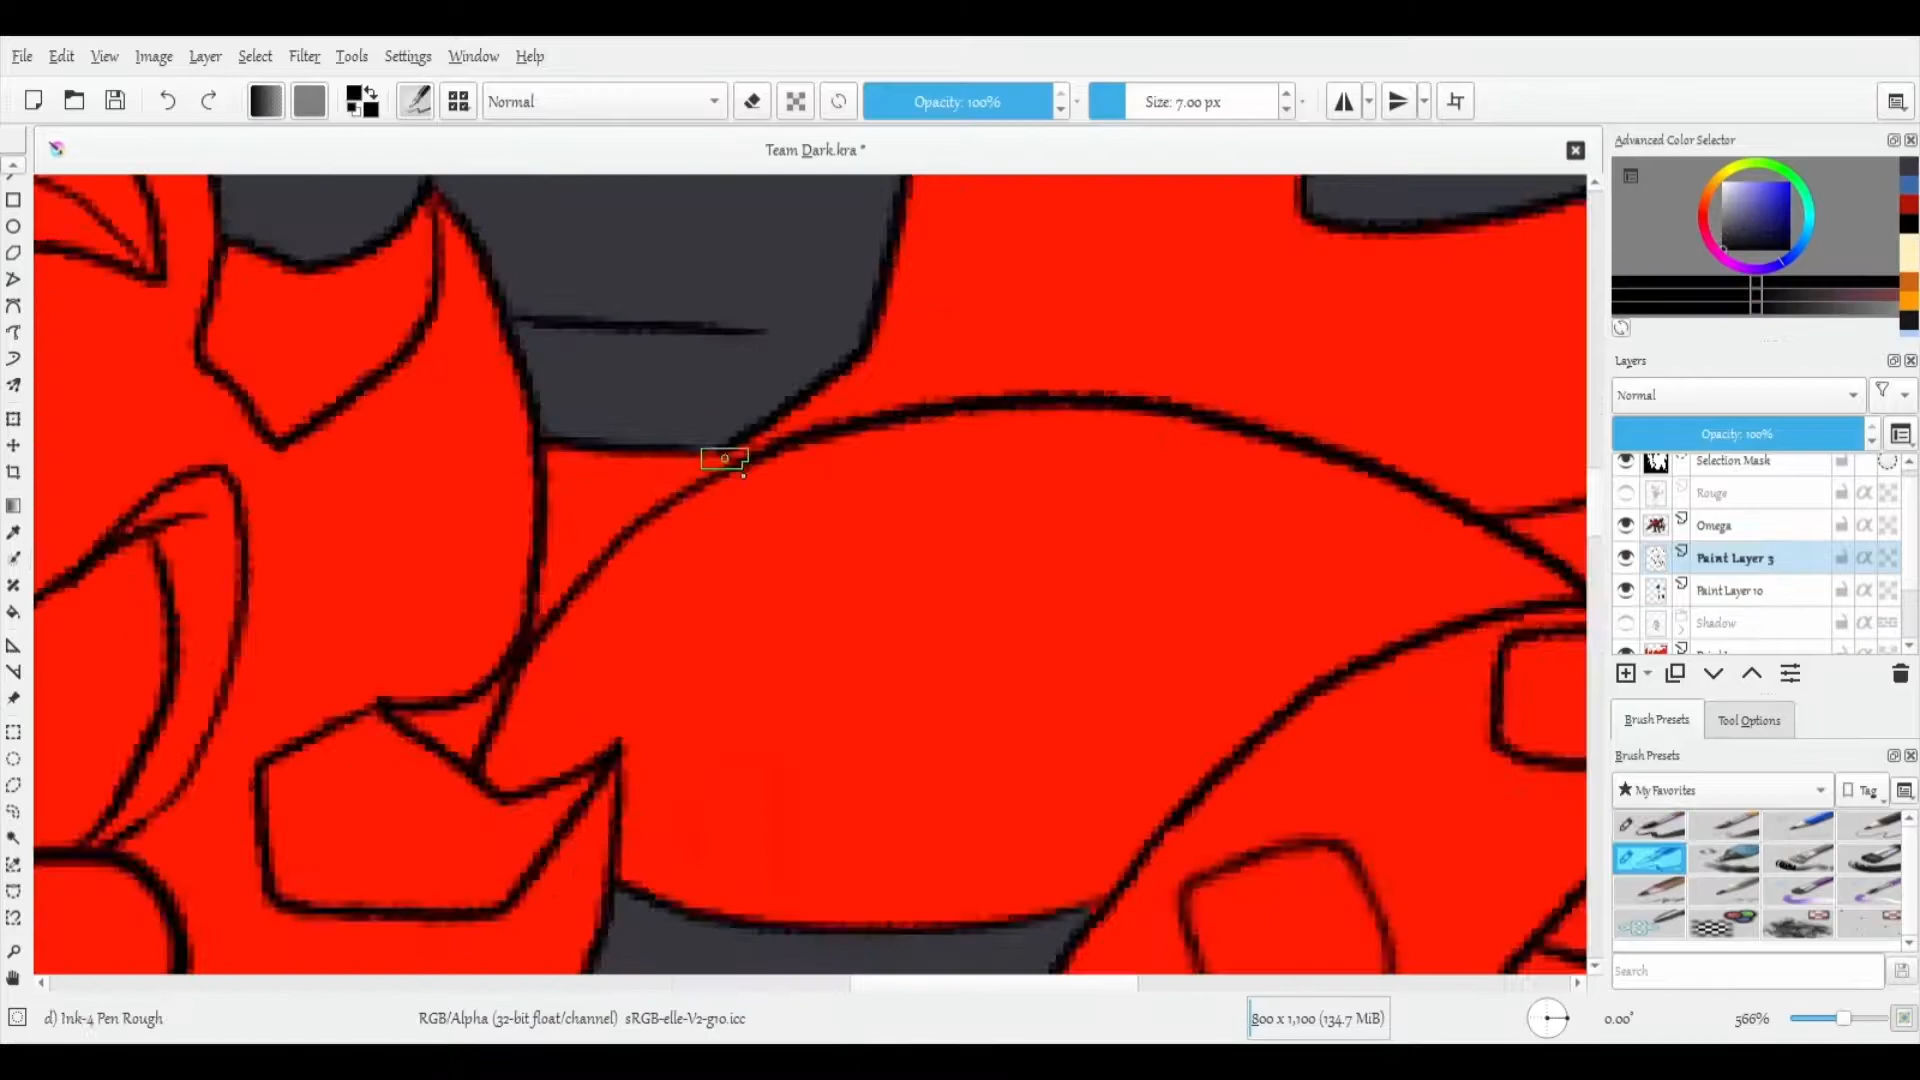 File Edit View Image Layer Select Filter Tools Settings Window Help
Normal
Opacity: 100%
Size: 7.00 px
Team Dark.kra *
Advanced Color Selector
Layers
Normal
Opacity: 100%
Selection Mask
Rouge
Omega
Paint Layer 3
Paint Layer 10
Shadow
Brush Presets Tool Options
Brush Presets
My Favorites
Tag
Search
d) Ink-4 Pen Rough
RGB/Alpha (32-bit float/channel) sRGB-elle-V2-g10.icc
800 x 1,100 (134.7 MiB)
0.00°
566%